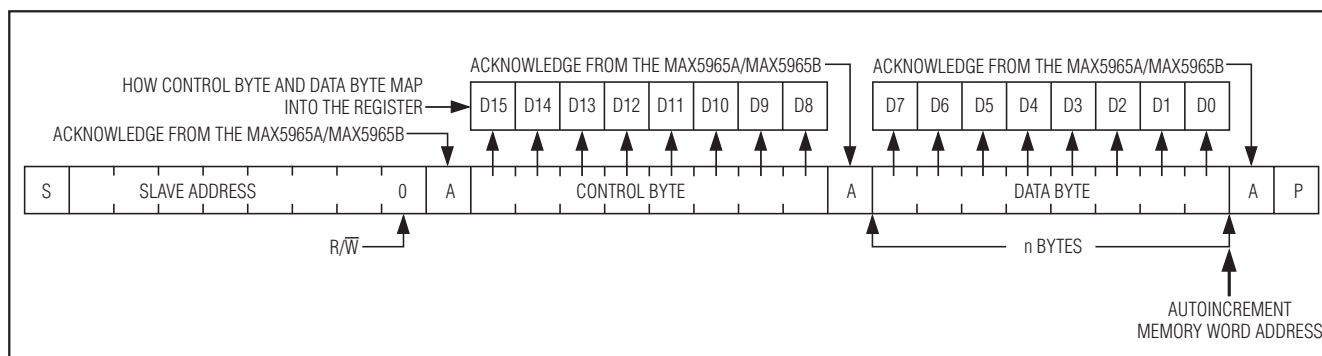 ACKNOWLEDGE FROM THE MAX5965A/MAX5965B
ACKNOWLEDGE FROM THE MAX5965A/MAX5965B
HOW CONTROL BYTE AND DATA BYTE MAP
INTO THE REGISTER
D15 D14 D13 D12 D11 D10 D9 D8
D7 D6 D5 D4 D3 D2 D1 D0
ACKNOWLEDGE FROM THE MAX5965A/MAX5965B
S SLAVE ADDRESS 0 A CONTROL BYTE A DATA BYTE A P
R/W̅
n BYTES
AUTOINCREMENT
MEMORY WORD ADDRESS